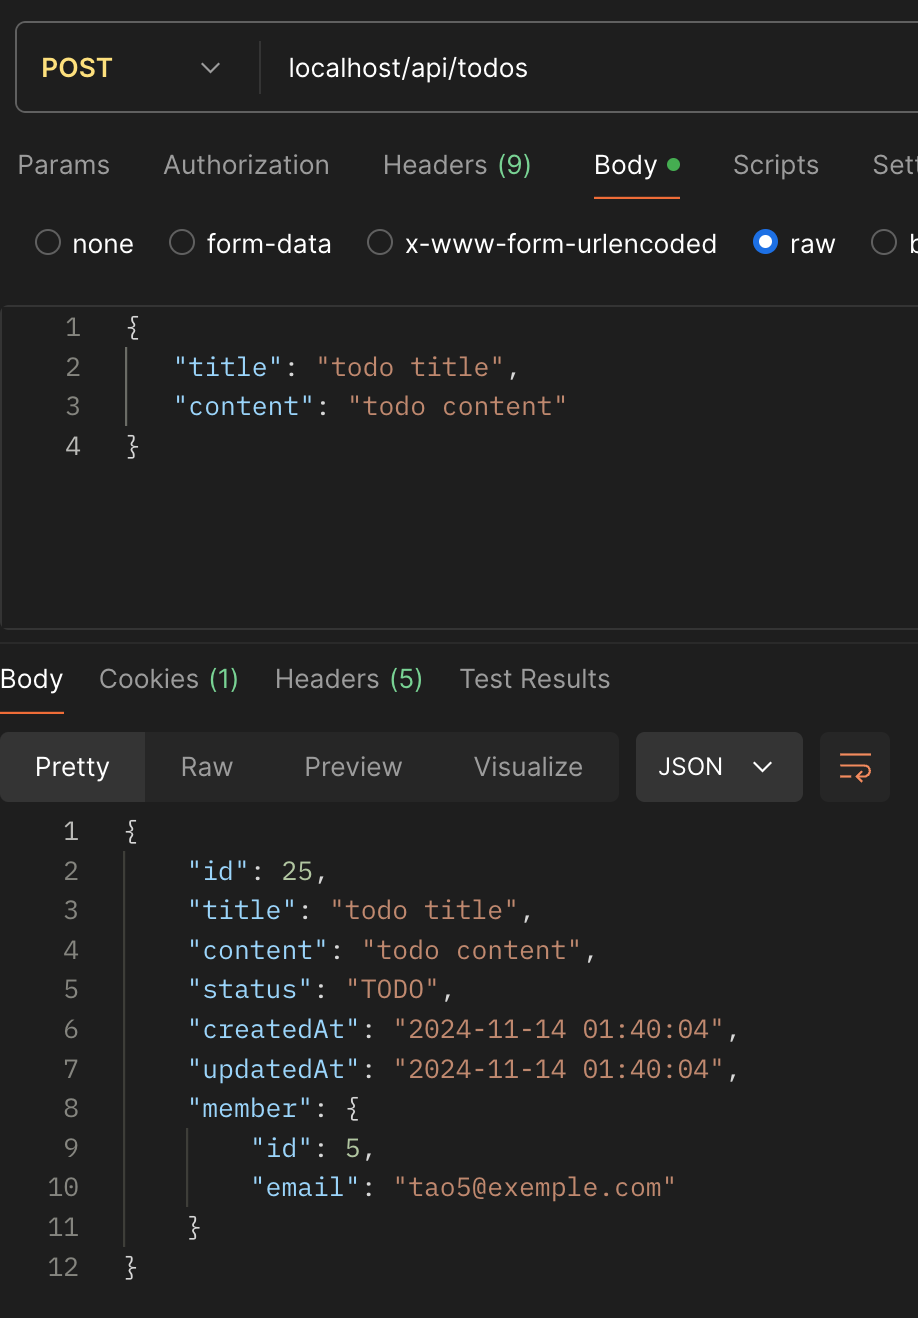 POST localhost/api/todos
Params Authorization Headers (9) Body Scripts Sett
none form-data x-www-form-urlencoded raw b
1 {
2 "title": "todo title",
3 "content": "todo content"
4 }
Body Cookies (1) Headers (5) Test Results
Pretty Raw Preview Visualize JSON
1 {
2 "id": 25,
3 "title": "todo title",
4 "content": "todo content",
5 "status": "TODO",
6 "createdAt": "2024-11-14 01:40:04",
7 "updatedAt": "2024-11-14 01:40:04",
8 "member": {
9 "id": 5,
10 "email": "tao5@exemple.com"
11 }
12 }